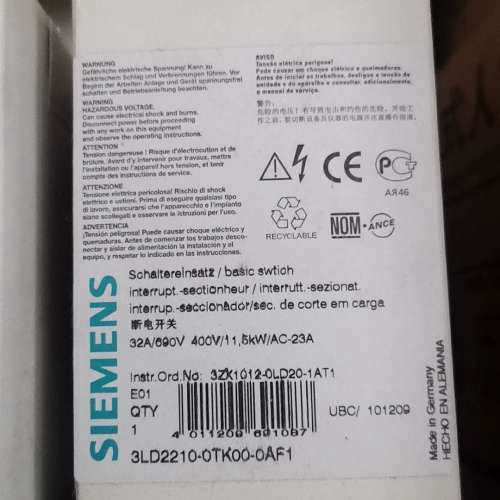 WARNUNG
Gefährliche elektrische Spannung! Kann zu
elektrischem Schlag und Verbrennungen führen. Vor
Beginn der Arbeiten Anlage und Gerät spannungsfrei
schalten und Betriebsanleitung beachten.
WARNING
HAZARDOUS VOLTAGE.
Can cause electrical shock and burns.
Disconnect power before proceeding
with any work on this equipment
and observe the operating instructions.
ATTENTION
Tension dangereuse ! Risque d'électrocution et de
brûlure. Avant d'y intervenir pour travaux, mettre
l'installation ou l'appareil hors tension, et tenir
compte des instructions de service.
ATTENZIONE
Tensione elettrica pericolosa! Rischio di shock
elettrico e ustioni. Prima di eseguire qualsiasi tipo
di lavoro, assicurarsi che l'apparecchio e l'impianto
siano scollegati e osservare le istruzioni per l'uso.
ADVERTENCIA
¡Tensión peligrosa! Puede causar choque eléctrico y
quemaduras. Antes de comenzar los trabajos desco-
nectar y aislar de alimentación la instalación y el
equipo, y respetar lo indicado en las instrucciones.
AVISO
Tensão elétrica perigosa!
Pode causar um choque elétrico e queimaduras.
Antes de iniciar os trabalhos, desligue a tensão da
unidade e do aparelho e consultar, adicionalmente,
o manual de serviço.
警告:
RECYCLABLE
CE
PC
АЯ46
NOM-ANCE
SIEMENS
Schaltereinsatz / basic swtich
interrupt.-sectionheur / interrutt.-sezionat.
interrup.-seccionador/sec. de corte em carga
断电开关
32A/690V 400V/11,5kW/AC-23A
Instr.Ord.No: 3ZX1012-0LD20-1AT1
E01
QTY
1
4 011209 691087
UBC/ 101209
3LD2210-0TK00-0AF1
Made in Germany
HECHO EN ALEMANIA